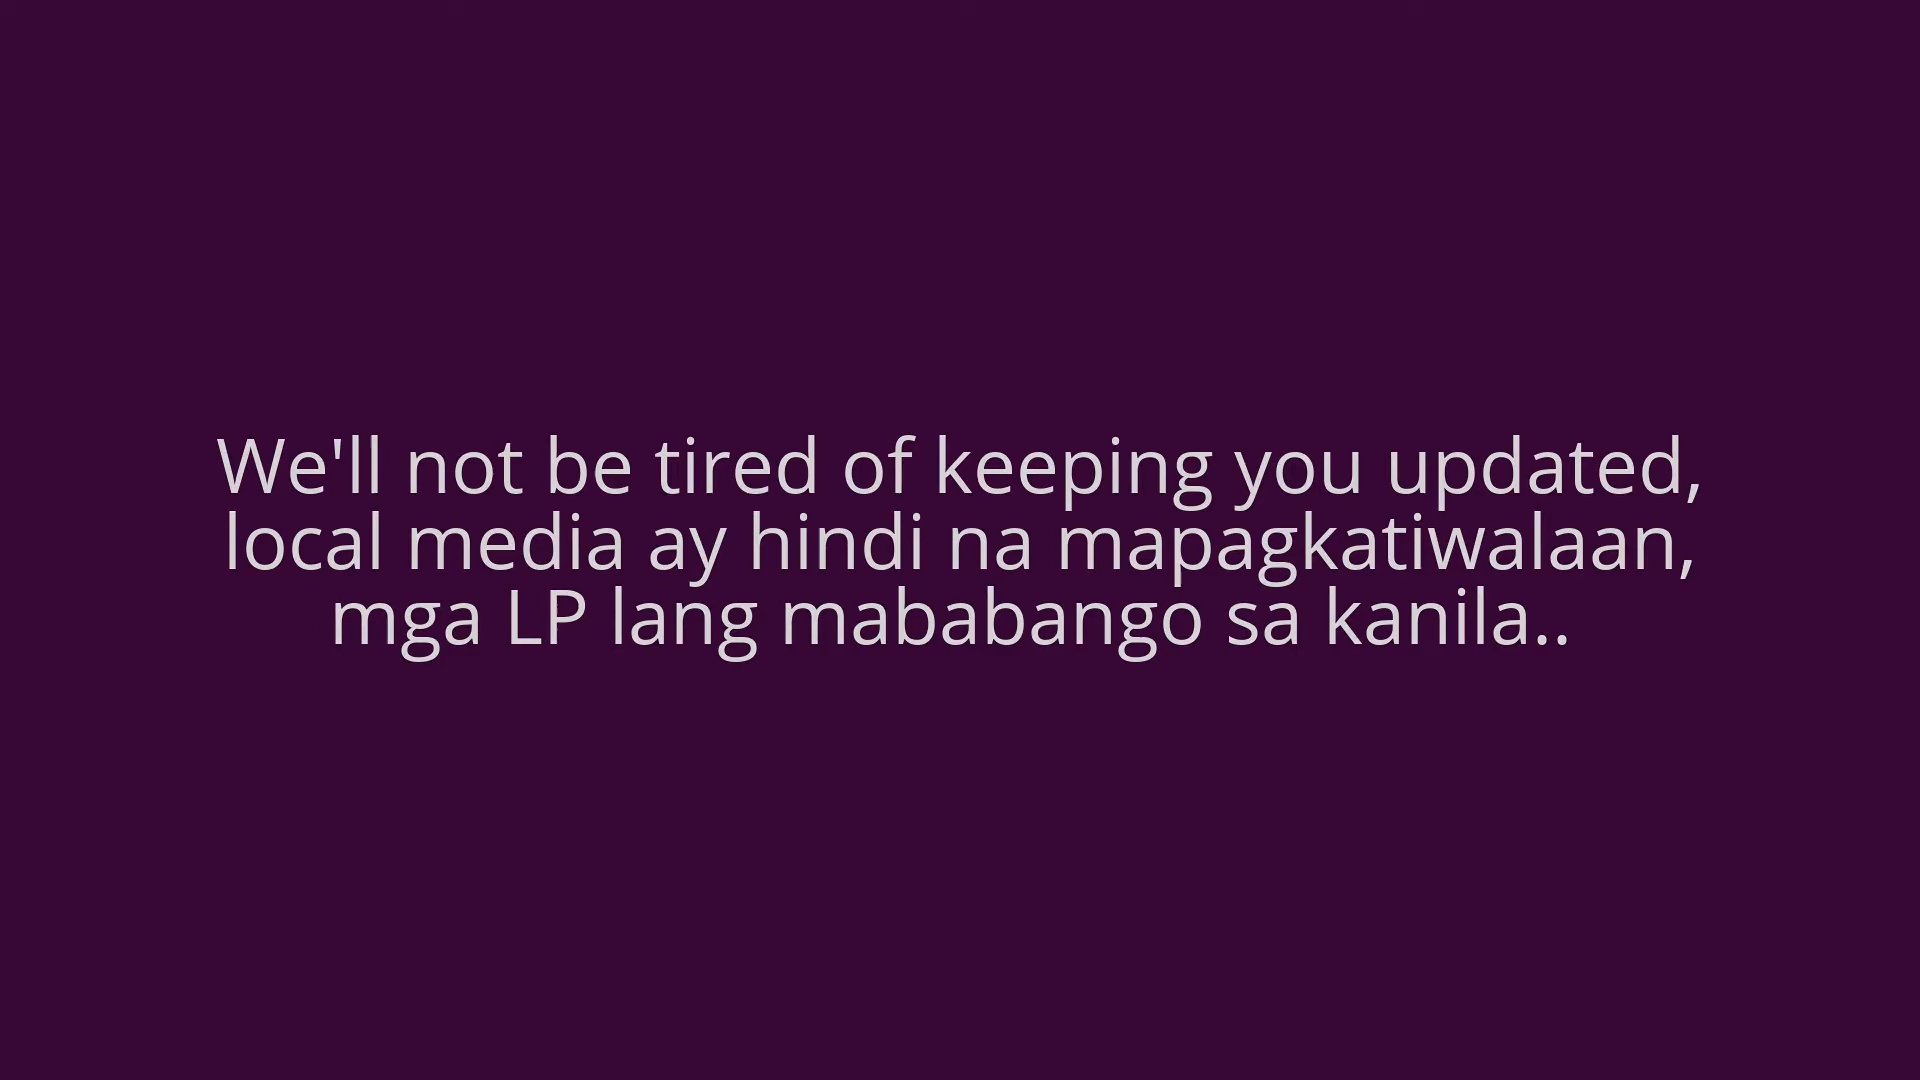 We'll not be tired of keeping you updated,
local media ay hindi na mapagkatiwalaan,
mga LP lang mababango sa kanila..